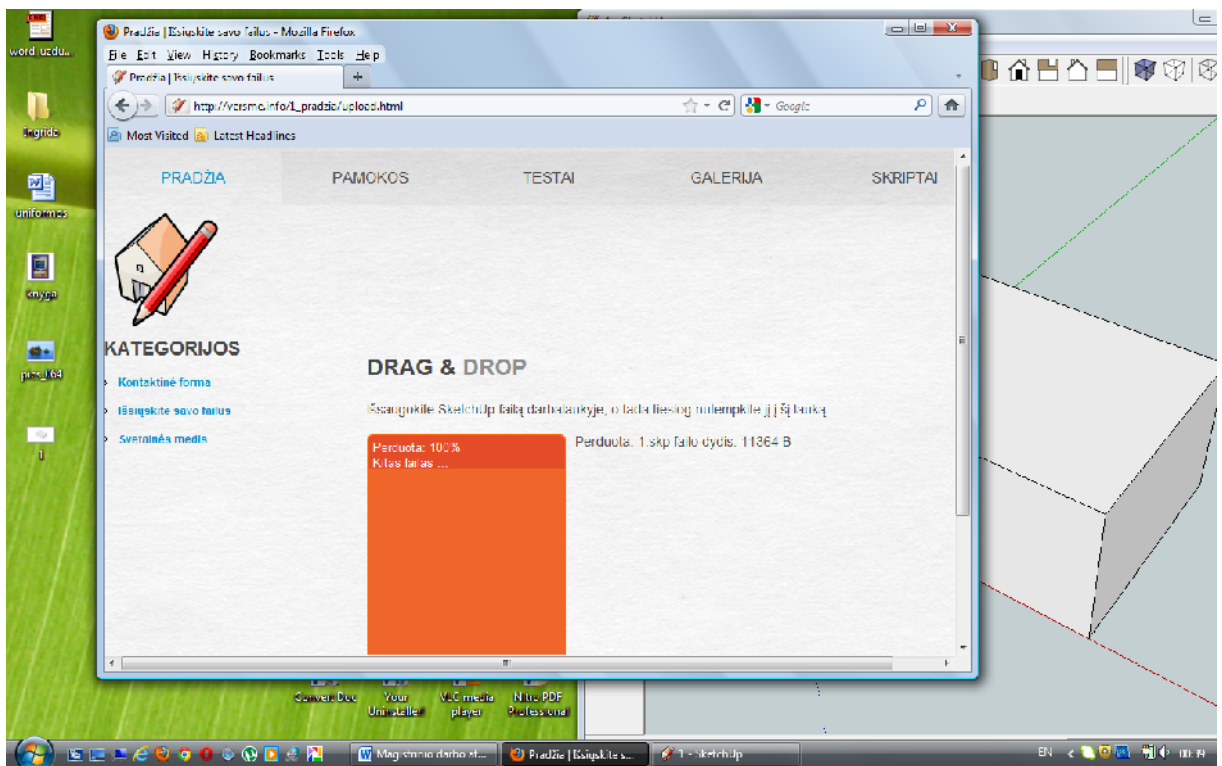 Pradžia | Išsiųskite savo failus - Mozilla Firefox
File Edit View History Bookmarks Tools Help
Pradžia | Išsiųskite savo failus
http://versme.info/1_pradzia/upload.html
Google
Most Visited Latest Headlines
PRADŽIA PAMOKOS TESTAI GALERIJA SKRIPTAI
KATEGORIJOS
Kontaktinė forma
Išsiųskite savo failus
Svetainės medis
DRAG & DROP
Išsaugokite SketchUp failą darbalaukyje, o tada tiesiog nutempkite jį į šį lauką
Perduota: 100%
Kitas failas ...
Perduota: 1.skp failo dydis: 11364 B
word_uzdu...
Ingrida
uniformos
knyga
1
Convert Doc
Your Uninstaller!
VLC media player
Nitro PDF Professional
Magistrinio darbo at...
Pradžia | Išsiųskite s...
1 - SketchUp
EN